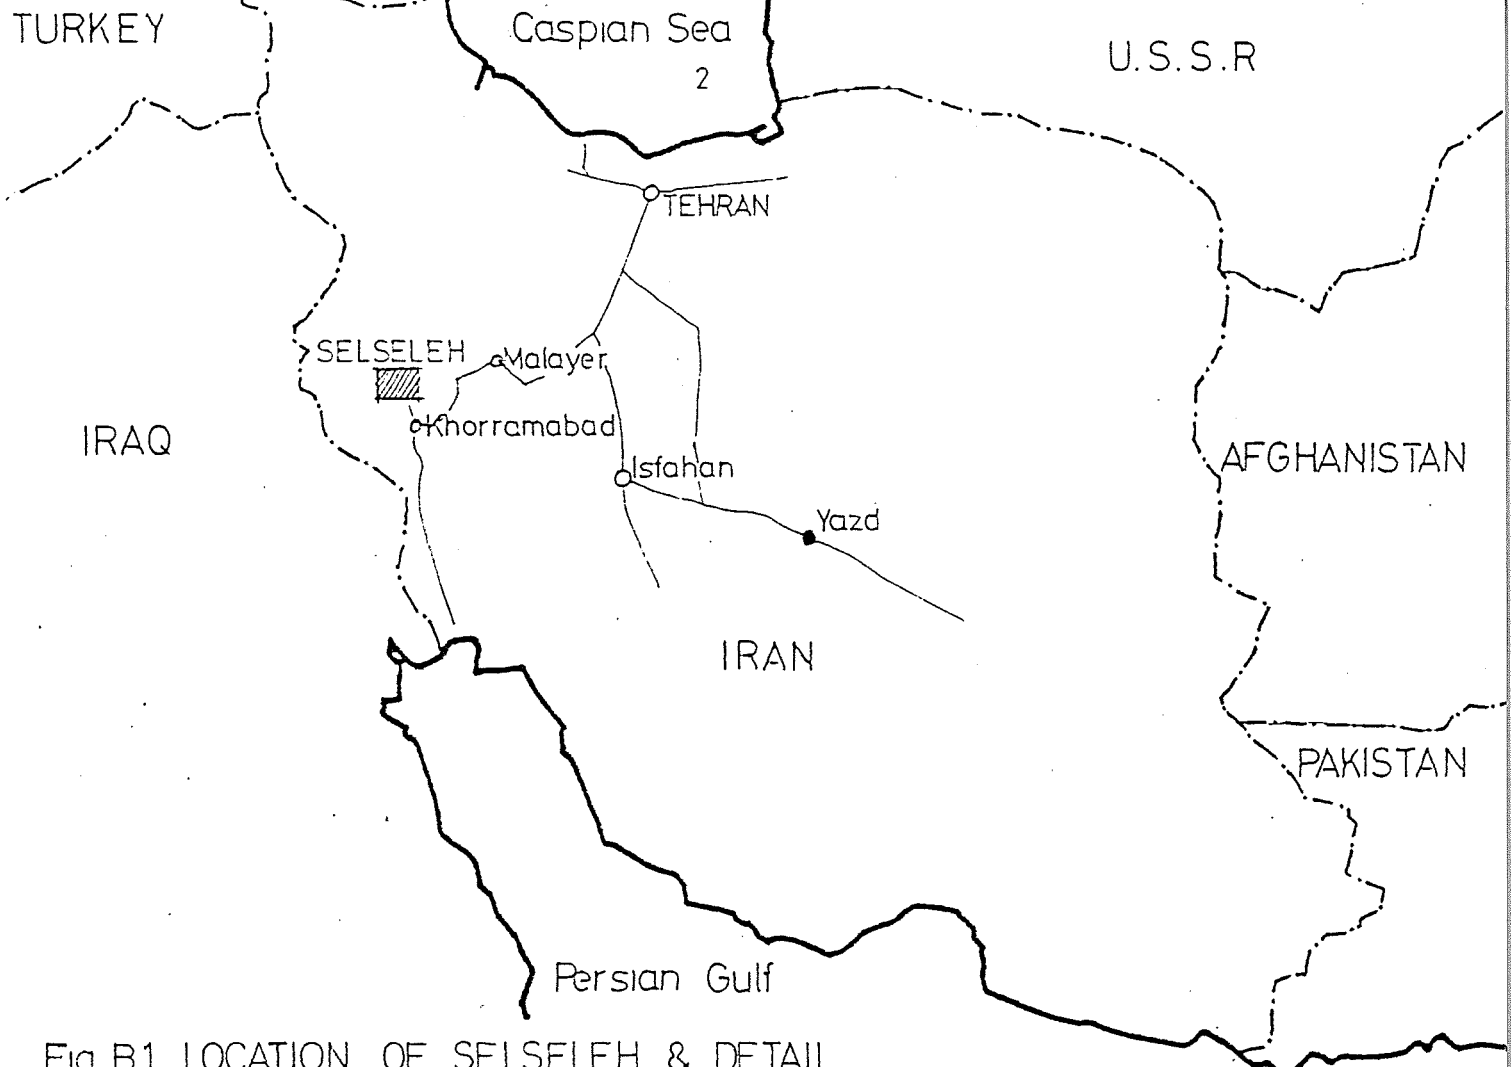 TURKEY
Caspian Sea
U.S.S.R
2
TEHRAN
SELSELEH
Malayer
Khorramabad
IRAQ
Isfahan
AFGHANISTAN
Yazd
IRAN
PAKISTAN
Persian Gulf
Fig B1 LOCATION OF SELSELEH & DETAIL